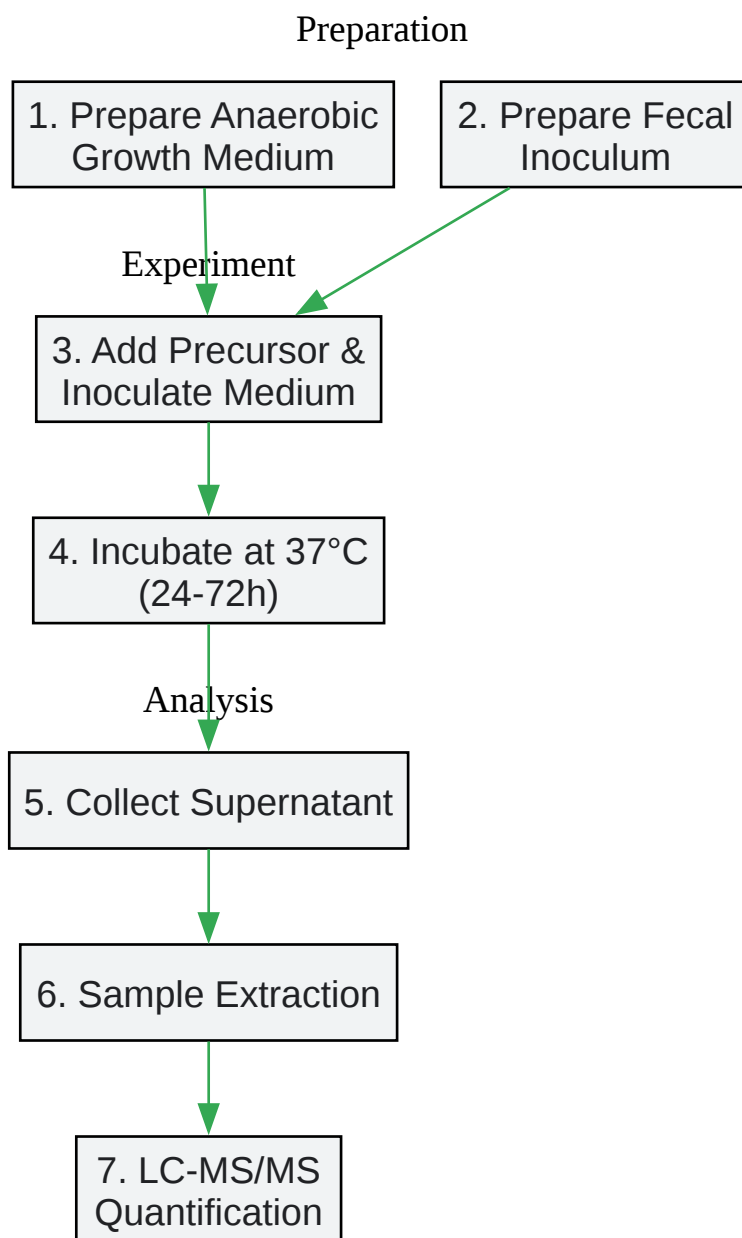 Preparation
1. Prepare Anaerobic
Growth Medium
2. Prepare Fecal
Inoculum
Experiment
3. Add Precursor &
Inoculate Medium
4. Incubate at 37°C
(24-72h)
Analysis
5. Collect Supernatant
6. Sample Extraction
7. LC-MS/MS
Quantification